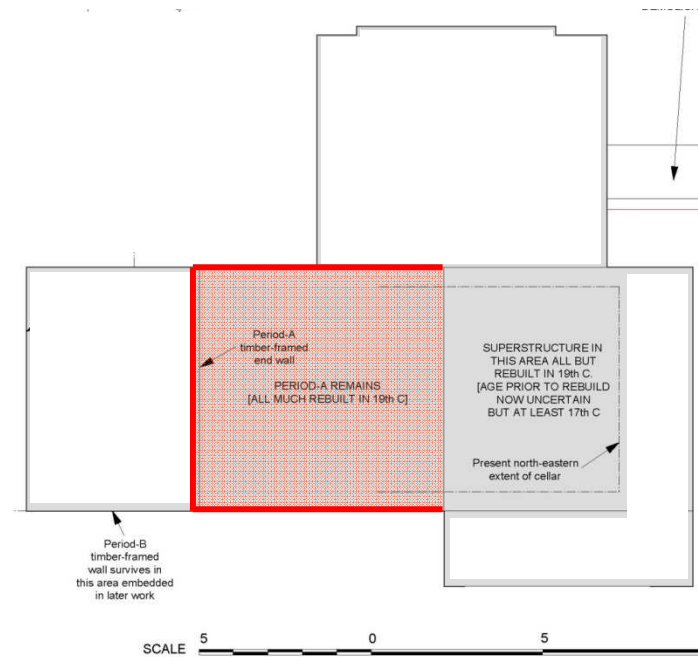 Period-A
timber-framed
end wall
PERIOD-A REMAINS
[ALL MUCH REBUILT IN 19th C]
SUPERSTRUCTURE IN
THIS AREA ALL BUT
REBUILT IN 19th C.
[AGE PRIOR TO REBUILD
NOW UNCERTAIN
BUT AT LEAST 17th C
Present north-eastern
extent of cellar
Period-B
timber-framed
wall survives in
this area embedded
in later work
SCALE 5 0 5